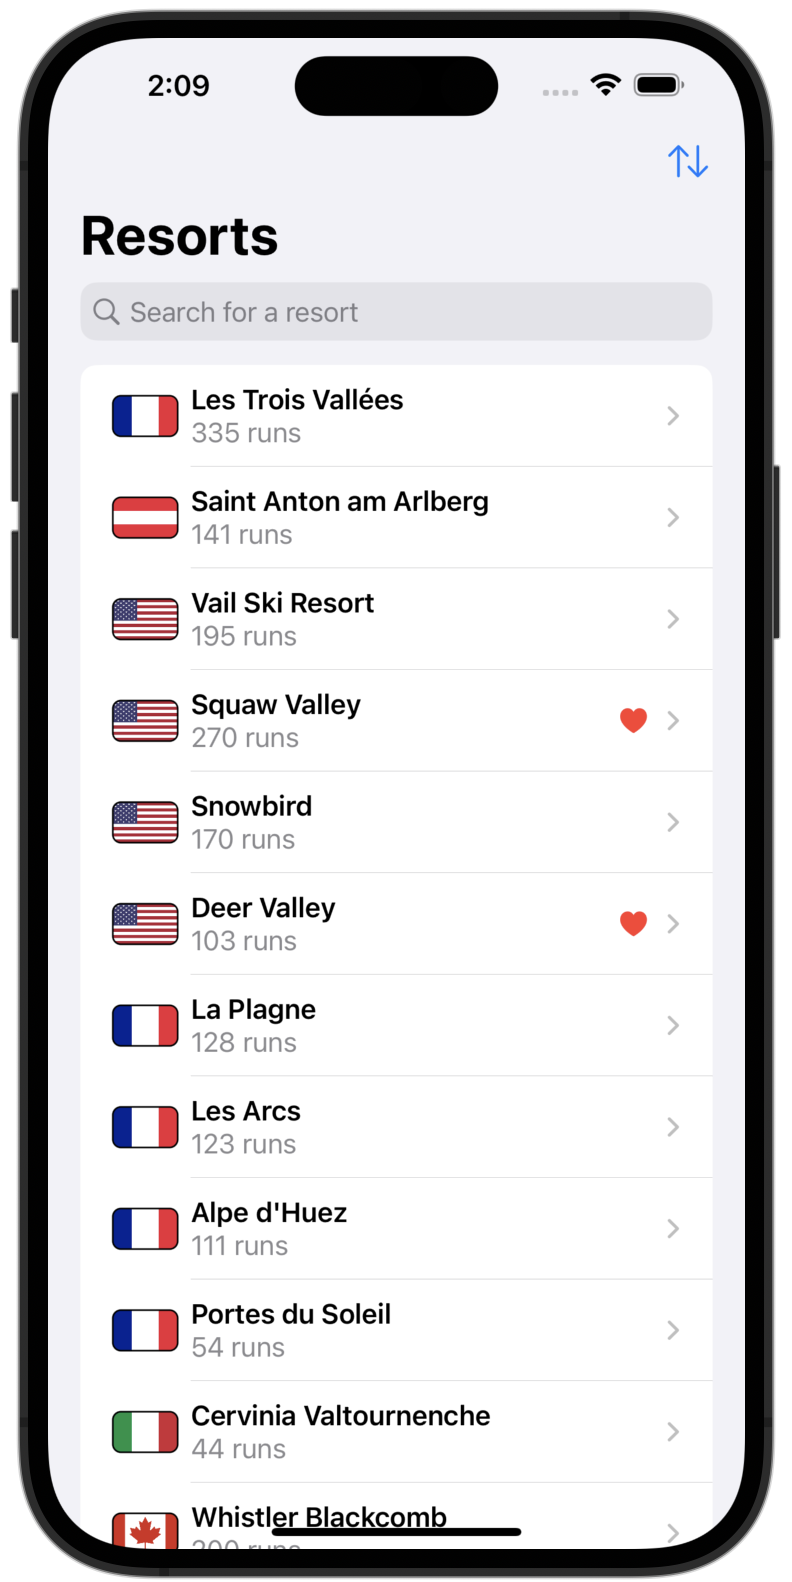 2:09
Resorts
Search for a resort
Les Trois Vallées
335 runs
Saint Anton am Arlberg
141 runs
Vail Ski Resort
195 runs
Squaw Valley
270 runs
Snowbird
170 runs
Deer Valley
103 runs
La Plagne
128 runs
Les Arcs
123 runs
Alpe d'Huez
111 runs
Portes du Soleil
54 runs
Cervinia Valtournenche
44 runs
Whistler Blackcomb
200 runs